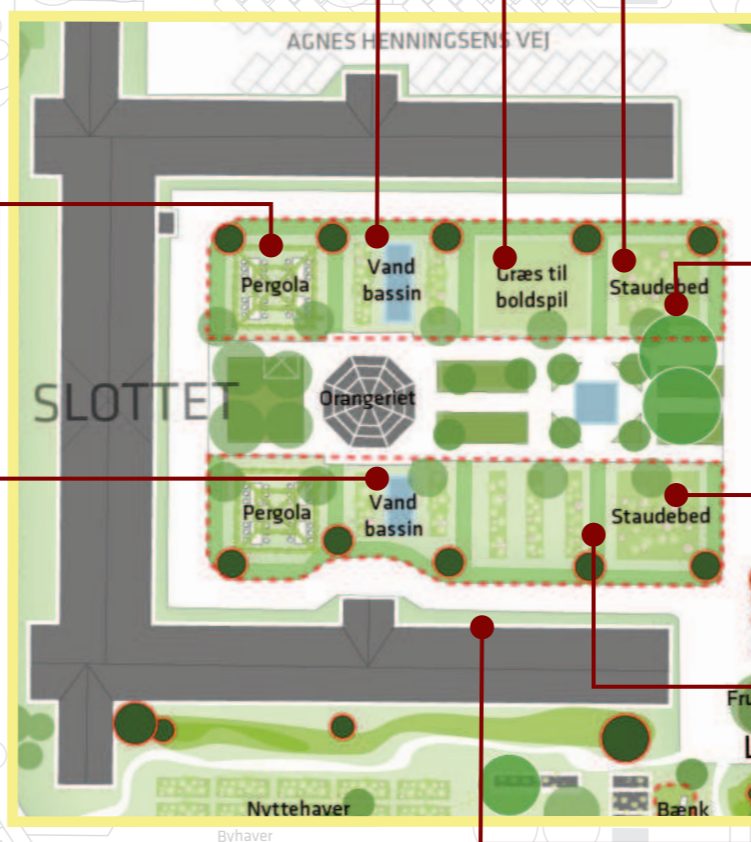 AGNES HENNINGSENS VEJ
Pergola
Vand
bassin
Græs til
boldspil
Staudebed
SLOTTET
Orangeriet
Pergola
Vand
bassin
Staudebed
Fru
L
Nyttehaver
Bænk
Byhaver